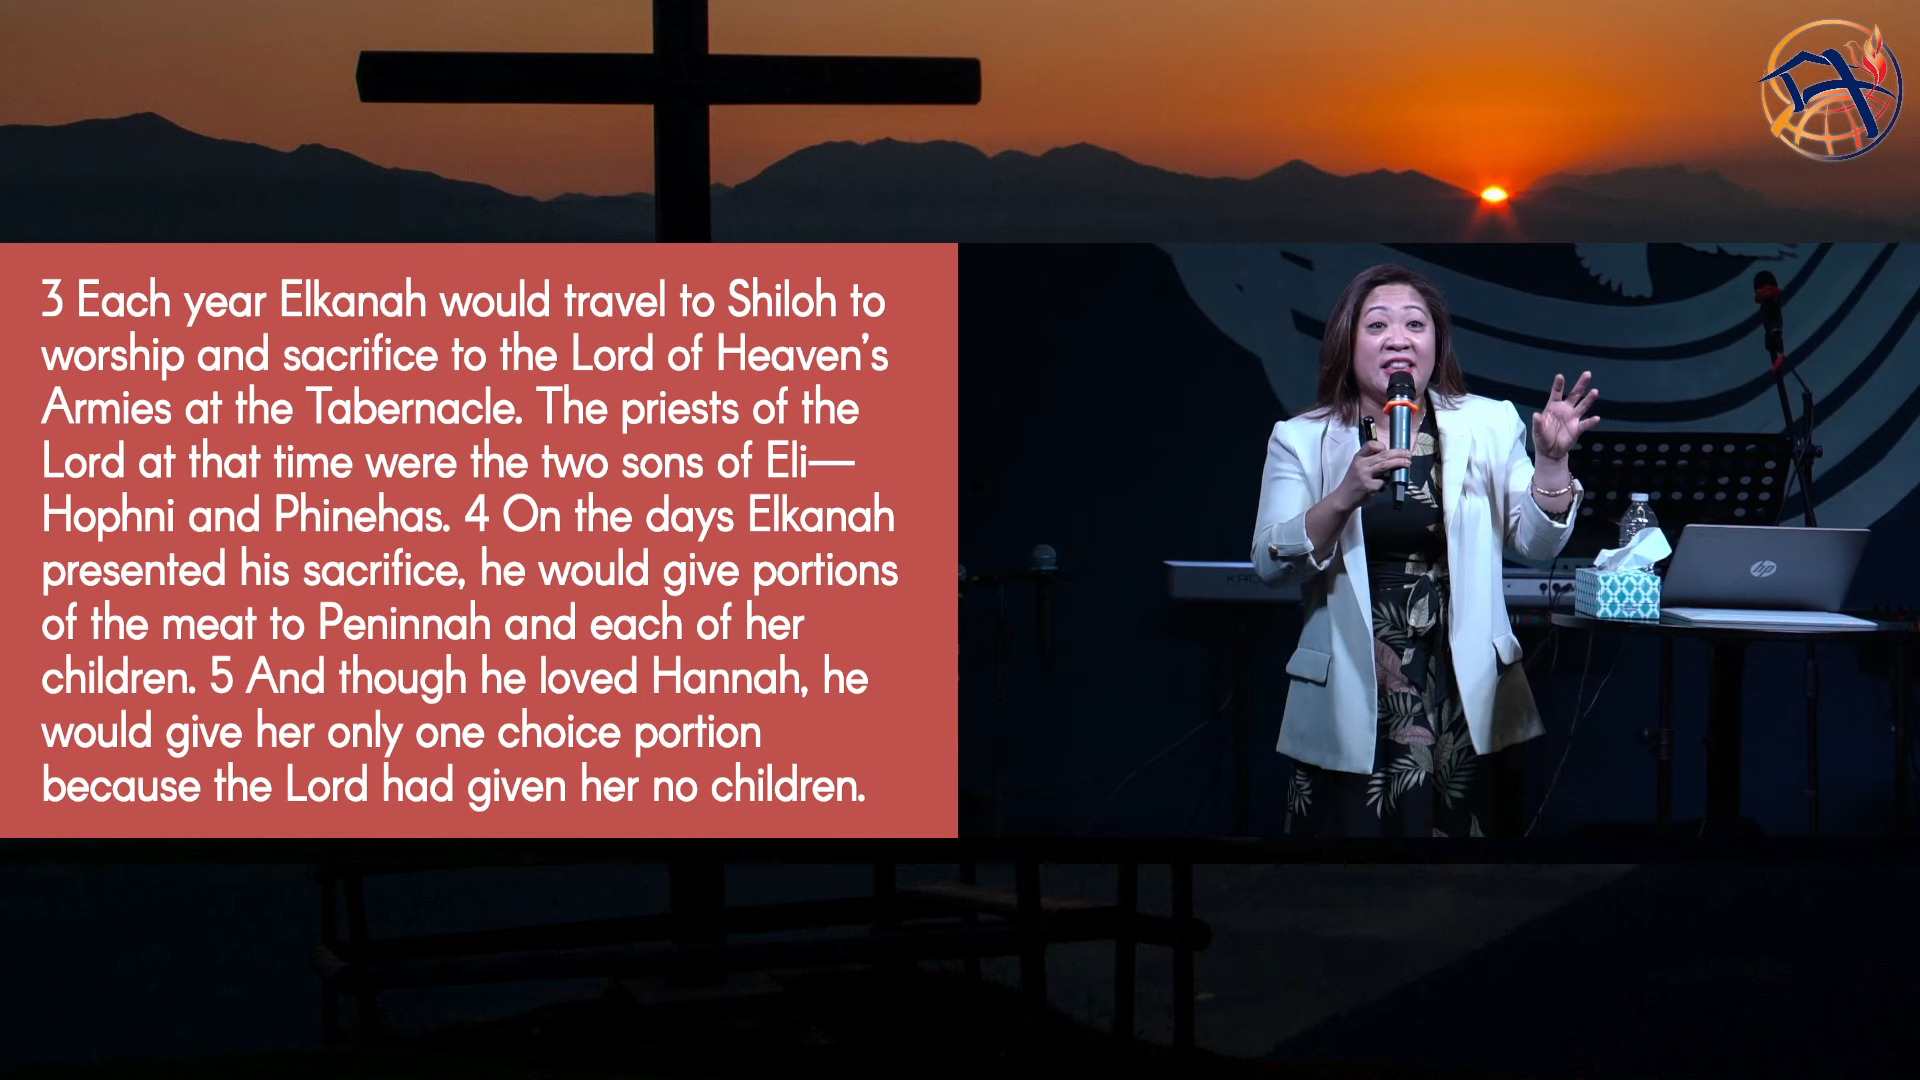 3 Each year Elkanah would travel to Shiloh to
worship and sacrifice to the Lord of Heaven’s
Armies at the Tabernacle. The priests of the
Lord at that time were the two sons of Eli—
Hophni and Phinehas. 4 On the days Elkanah
presented his sacrifice, he would give portions
of the meat to Peninnah and each of her
children. 5 And though he loved Hannah, he
would give her only one choice portion
because the Lord had given her no children.
hp